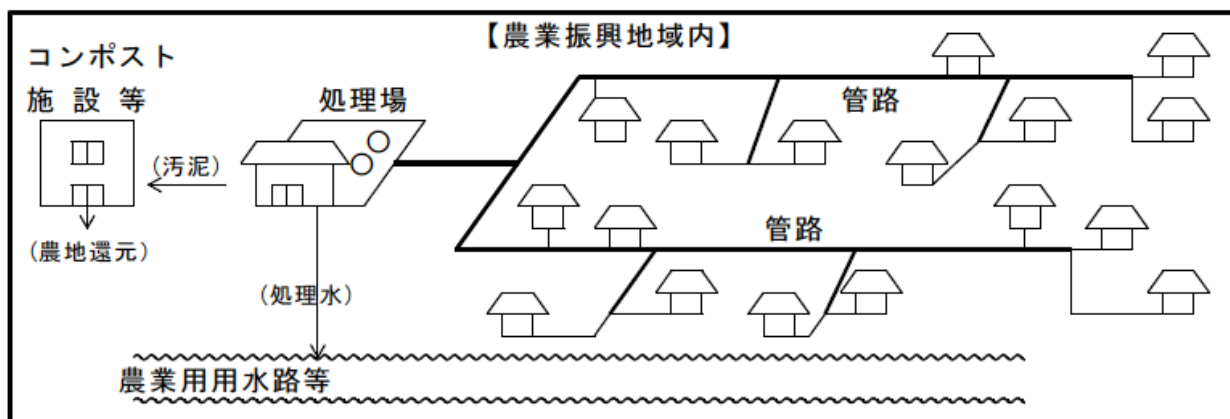 【農業振興地域内】
コンポスト
施設等
処理場
管路
(汚泥)
管路
(農地還元)
(処理水)
農業用用水路等